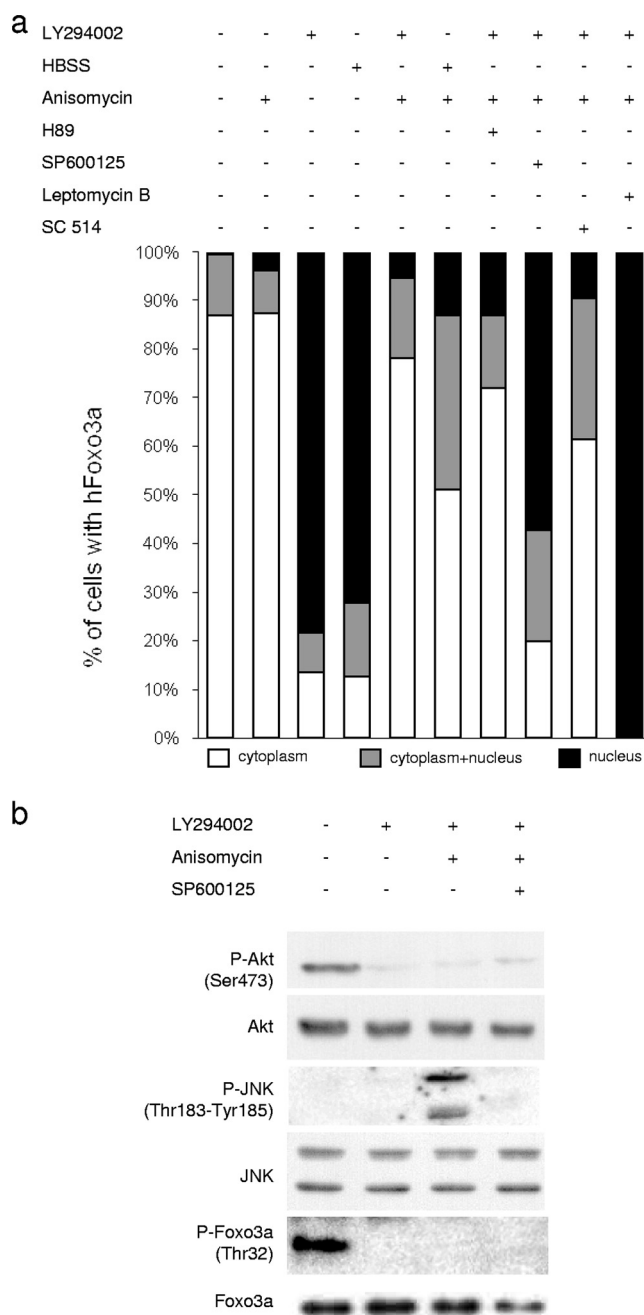 a
LY294002 - - + - + - + + + +
HBSS - - - + - + - - - -
Anisomycin - + - - + + + + + +
H89 - - - - - - + - - -
SP600125 - - - - - - - + - -
Leptomycin B - - - - - - - - - +
SC 514 - - - - - - - - + -
% of cells with hFoxo3a
100%
90%
80%
70%
60%
50%
40%
30%
20%
10%
0%
cytoplasm cytoplasm+nucleus nucleus
b
LY294002 - + + +
Anisomycin - - + +
SP600125 - - - +
P-Akt
(Ser473)
Akt
P-JNK
(Thr183-Tyr185)
JNK
P-Foxo3a
(Thr32)
Foxo3a